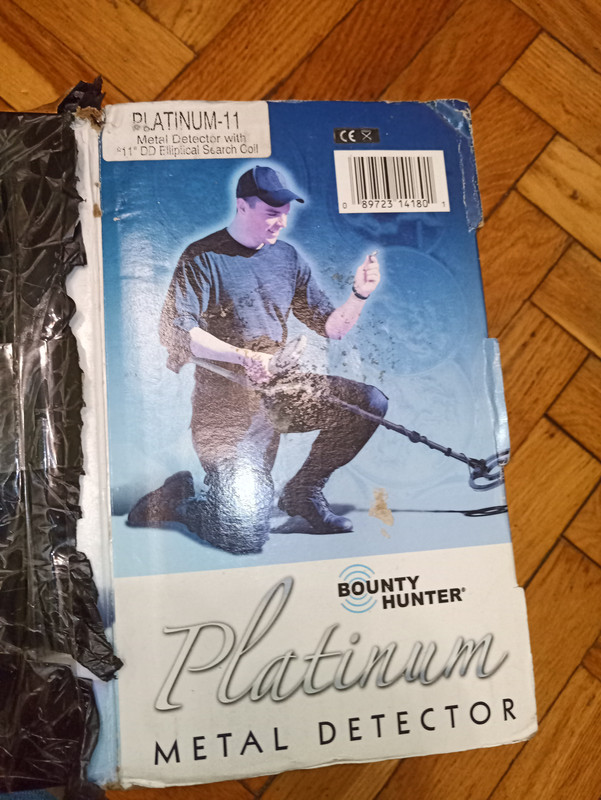 PLATINUM-11
Metal Detector with
*11" DD Elliptical Search Coil
CE
0 89723 14180 1
BOUNTY
HUNTER®
Platinum
METAL DETECTOR